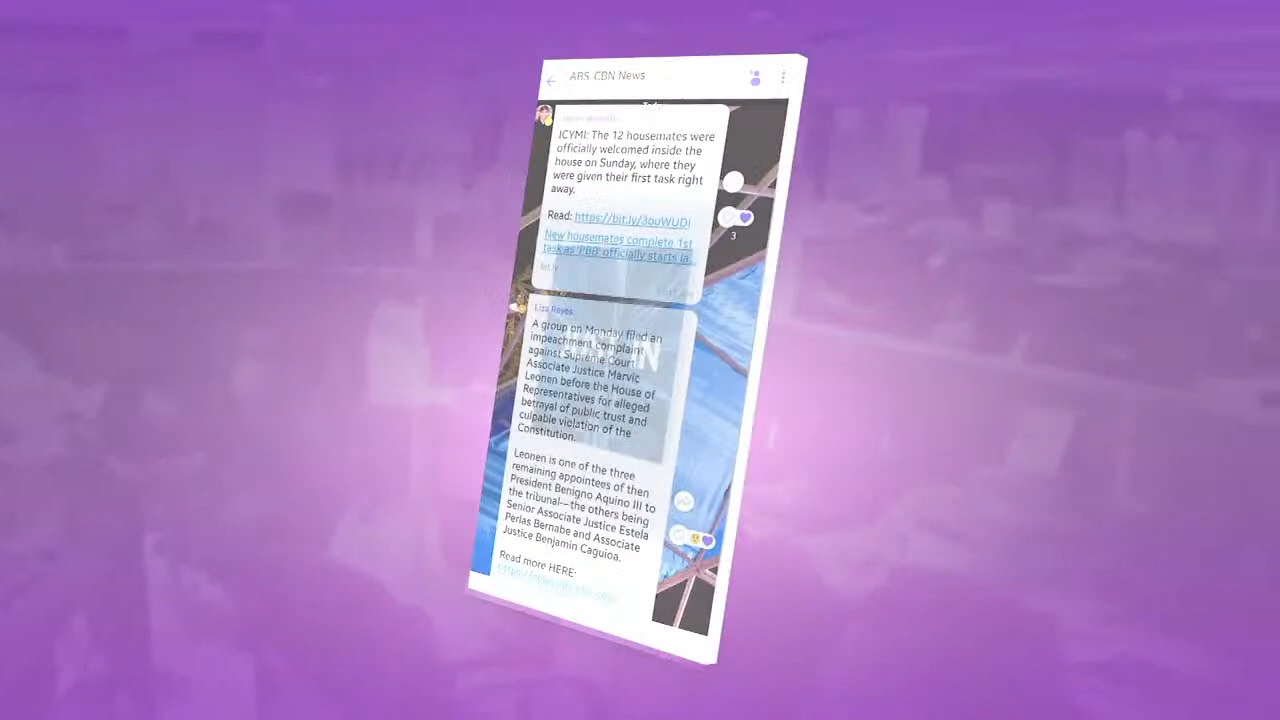 ABS-CBN News
Today
ICYMI: The 12 housemates were
officially welcomed inside the
house on Sunday, where they
were given their first task right
away.
Read: https://bit.ly/3ouWUDi
New housemates complete 1st
task as 'PBB' officially starts la...
bit.ly
3
Liza Reyes
A group on Monday filed an
impeachment complaint
against Supreme Court
Associate Justice Marvic
Leonen before the House of
Representatives for alleged
betrayal of public trust and
culpable violation of the
Constitution.
Leonen is one of the three
remaining appointees of then
President Benigno Aquino III to
the tribunal—the others being
Senior Associate Justice Estela
Perlas Bernabe and Associate
Justice Benjamin Caguioa.
Read more HERE: